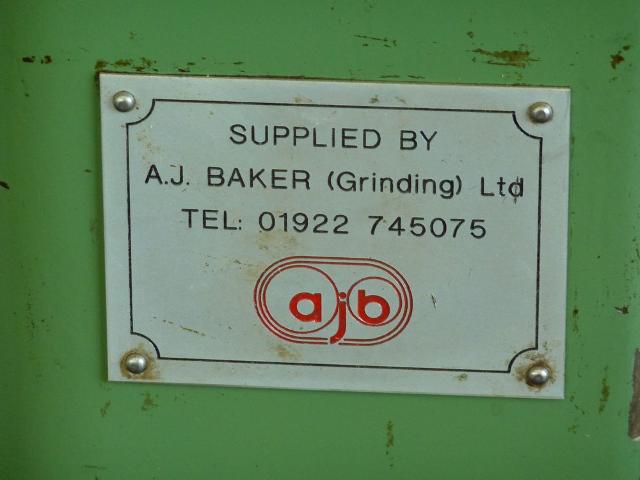 SUPPLIED BY
A.J. BAKER (Grinding) Ltd
TEL: 01922 745075
ajb